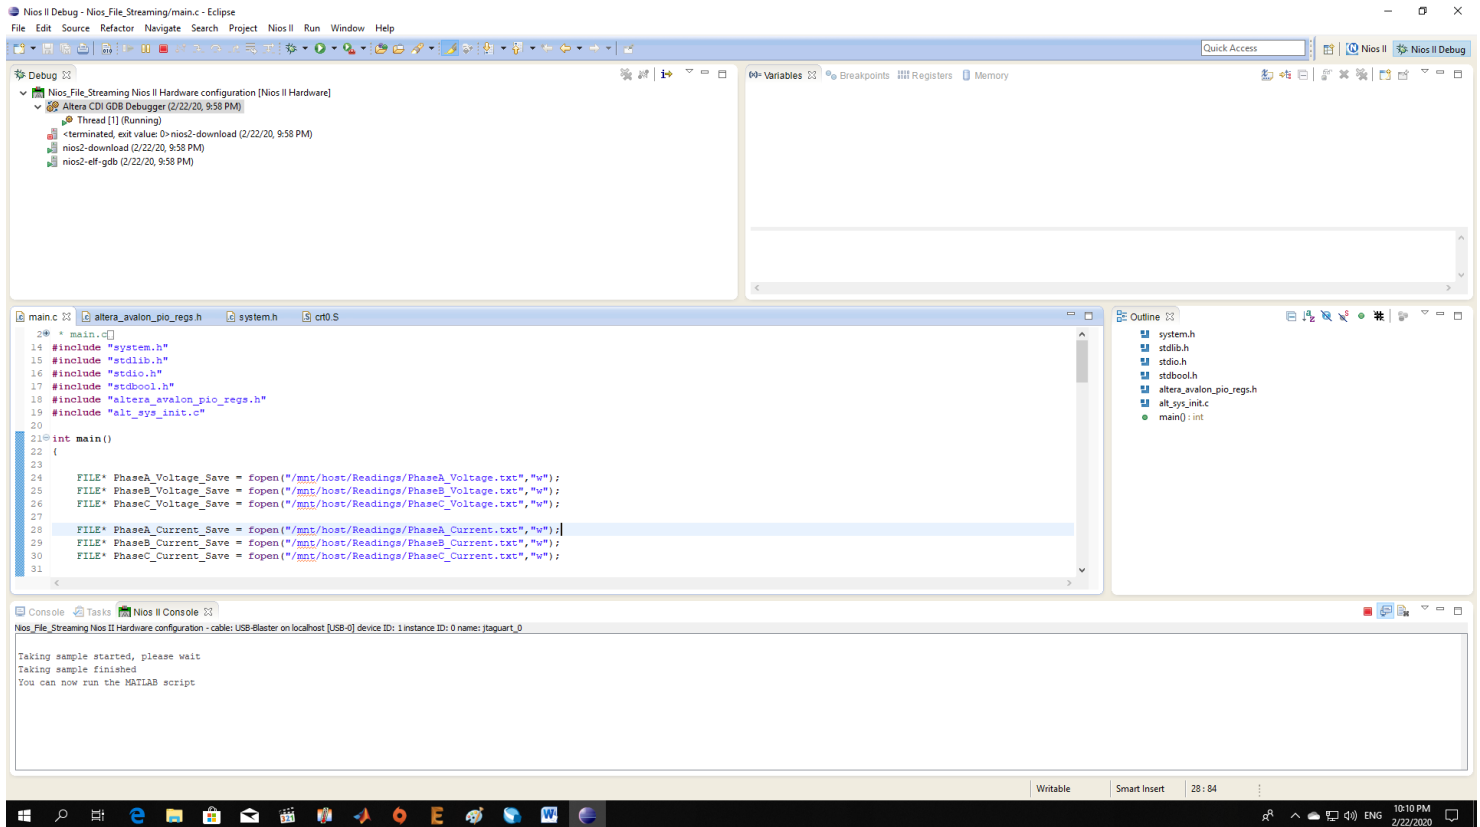 Nios II Debug - Nios_File_Streaming/main.c - Eclipse
File Edit Source Refactor Navigate Search Project Nios II Run Window Help
Quick Access
Nios II
Nios II Debug
Debug
Nios_File_Streaming Nios II Hardware configuration [Nios II Hardware]
Altera CDI GDB Debugger (2/22/20, 9:58 PM)
Thread [1] (Running)
<terminated, exit value: 0>nios2-download (2/22/20, 9:58 PM)
nios2-download (2/22/20, 9:58 PM)
nios2-elf-gdb (2/22/20, 9:58 PM)
(x)= Variables Breakpoints Registers Memory
main.c altera_avalon_pio_regs.h system.h crt0.S
2 * main.c
14 #include "system.h"
15 #include "stdlib.h"
16 #include "stdio.h"
17 #include "stdbool.h"
18 #include "altera_avalon_pio_regs.h"
19 #include "alt_sys_init.c"
20
21 int main()
22 {
23
24 FILE* PhaseA_Voltage_Save = fopen("/mnt/host/Readings/PhaseA_Voltage.txt","w");
25 FILE* PhaseB_Voltage_Save = fopen("/mnt/host/Readings/PhaseB_Voltage.txt","w");
26 FILE* PhaseC_Voltage_Save = fopen("/mnt/host/Readings/PhaseC_Voltage.txt","w");
27
28 FILE* PhaseA_Current_Save = fopen("/mnt/host/Readings/PhaseA_Current.txt","w");
29 FILE* PhaseB_Current_Save = fopen("/mnt/host/Readings/PhaseB_Current.txt","w");
30 FILE* PhaseC_Current_Save = fopen("/mnt/host/Readings/PhaseC_Current.txt","w");
31
Outline
system.h
stdlib.h
stdio.h
stdbool.h
altera_avalon_pio_regs.h
alt_sys_init.c
main() : int
Console Tasks Nios II Console
Nios_File_Streaming Nios II Hardware configuration - cable: USB-Blaster on localhost [USB-0] device ID: 1 instance ID: 0 name: jtaguart_0
Taking sample started, please wait
Taking sample finished
You can now run the MATLAB script
Writable Smart Insert 28 : 84
ENG
10:10 PM
2/22/2020